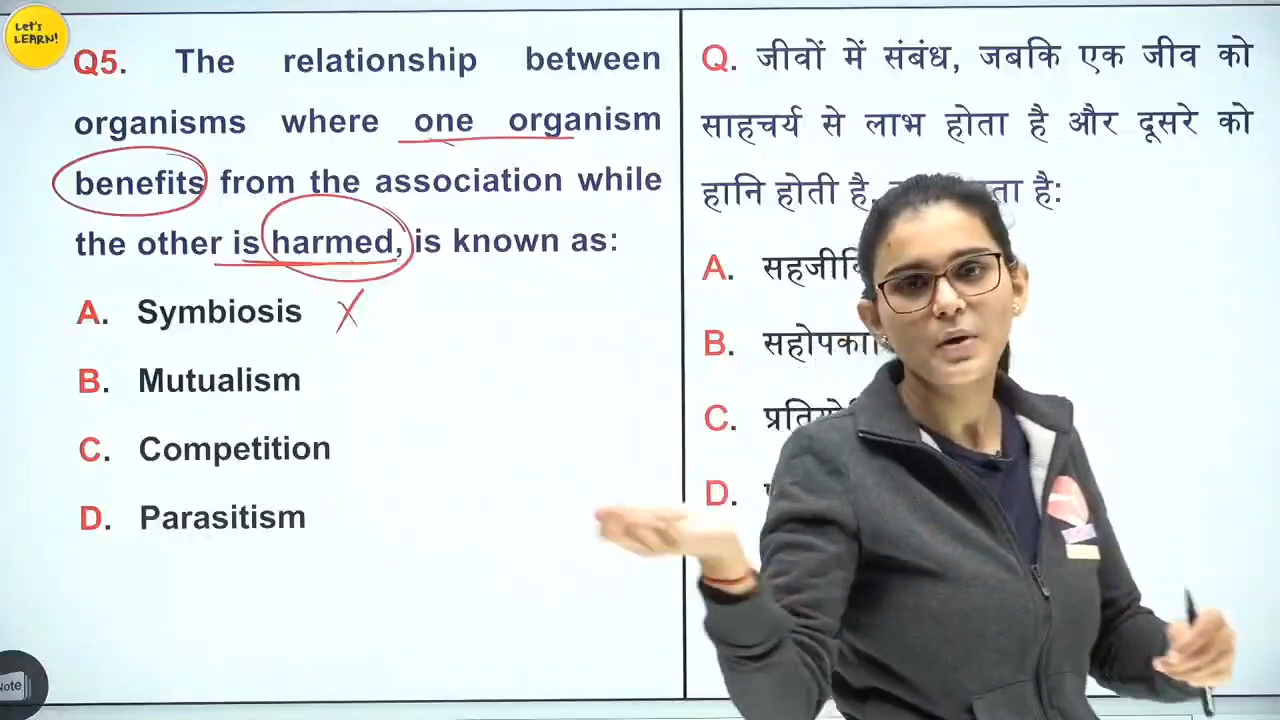 Let's
LEARN!
Q5. The relationship between
organisms where one organism
benefits from the association while
the other is harmed, is known as:
A. Symbiosis X
B. Mutualism
C. Competition
D. Parasitism
Q. जीवों में संबंध, जबकि एक जीव को
साहचर्य से लाभ होता है और दूसरे को
हानि होती है, है:
A.
B.
C.
D.
Note